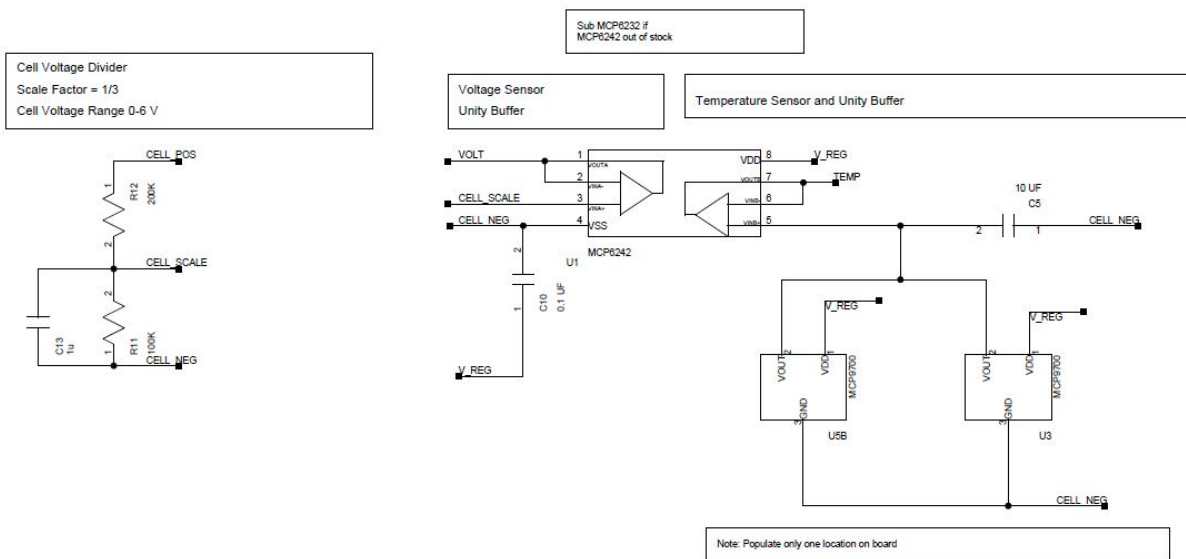 Sub MCP6232 if
MCP6242 out of stock
Cell Voltage Divider
Scale Factor = 1/3
Cell Voltage Range 0-6 V
Voltage Sensor
Unity Buffer
Temperature Sensor and Unity Buffer
CELL_POS
1
R12
200K
2
CELL_SCALE
2
C13
1u
1
R11
100K
CELL_NEG
VOLT
1
VOUTA
2
VINA-
CELL_SCALE
3
VINA+
CELL_NEG
4
VSS
VDD
8
V_REG
VOUTB
7
TEMP
VINB-
6
VINB+
5
U1
MCP6242
2
C10
0.1 UF
1
V_REG
10 UF
C5
2
1
CELL_NEG
V_REG
VOUT
2
VDD
1
MCP9700
GND
3
U5B
V_REG
VOUT
2
VDD
1
MCP9700
GND
3
U3
CELL_NEG
Note: Populate only one location on board